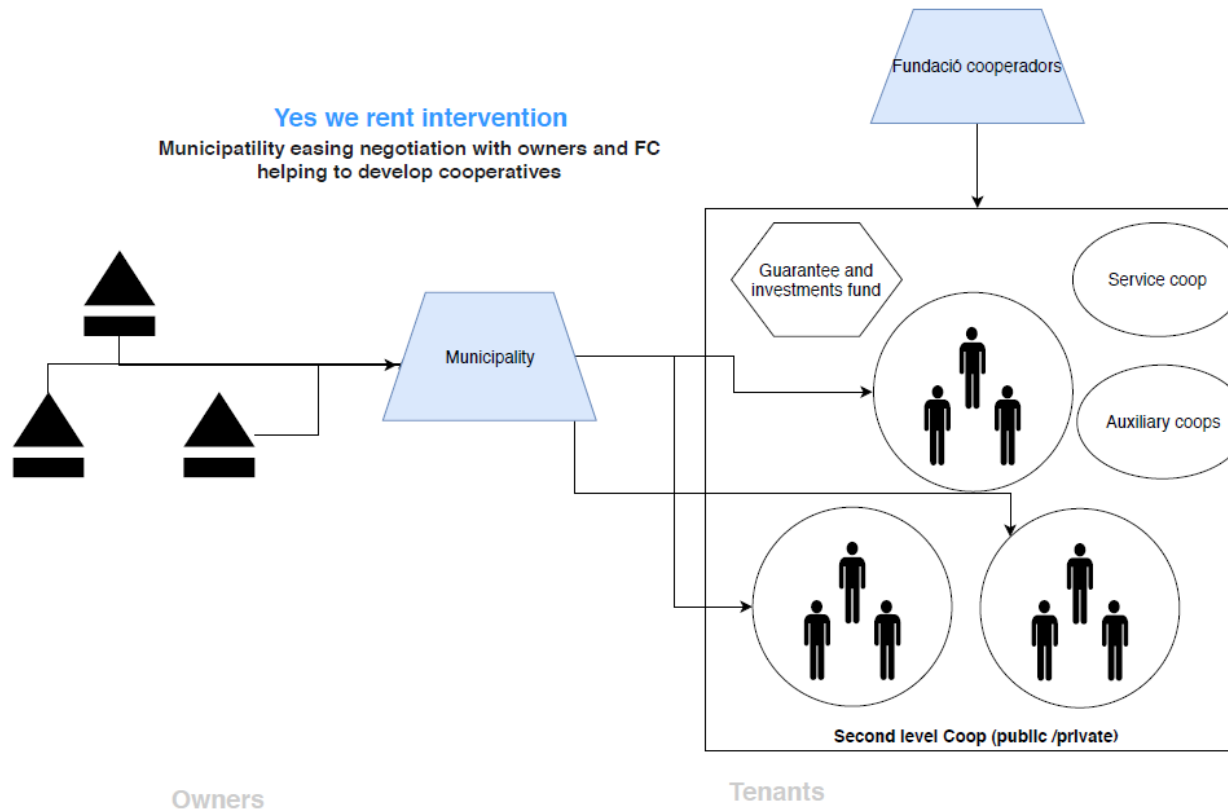 Fundació cooperadors
Yes we rent intervention
Municipatility easing negotiation with owners and FC
helping to develop cooperatives
Guarantee and
investments fund
Service coop
Municipality
Auxiliary coops
Second level Coop (public /private)
Owners
Tenants